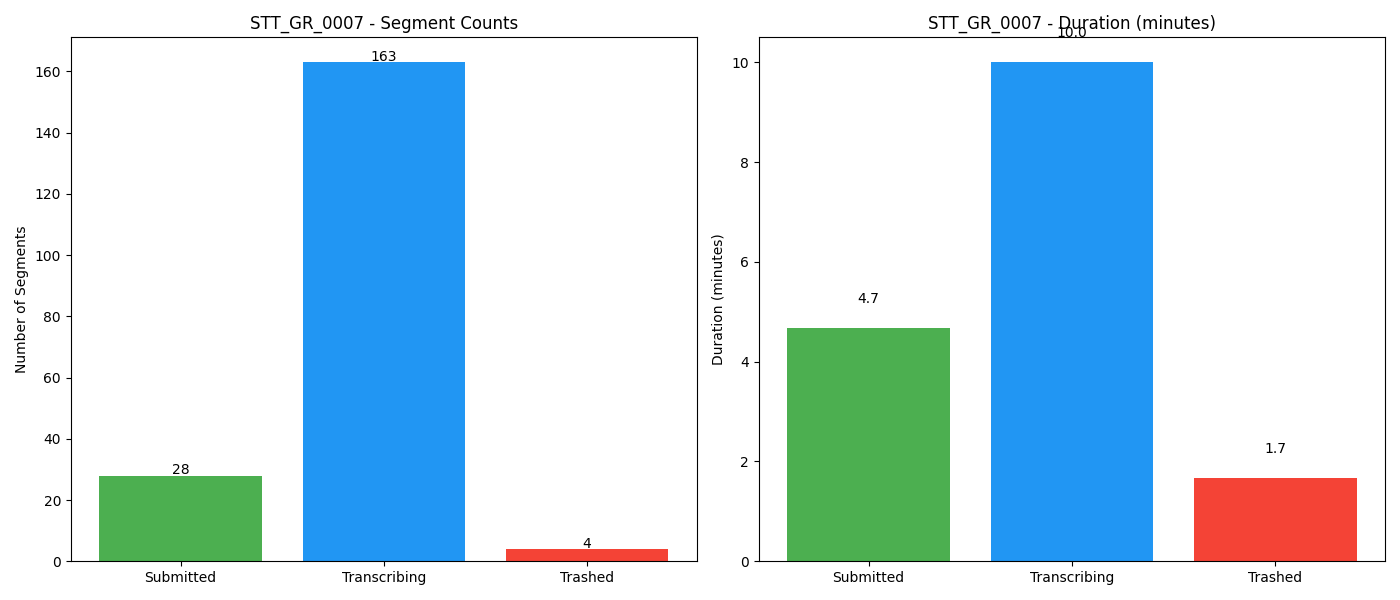 STT_GR_0007 - Segment Counts
Number of Segments
0
20
40
60
80
100
120
140
160
28
163
4
Submitted
Transcribing
Trashed
STT_GR_0007 - Duration (minutes)
Duration (minutes)
0
2
4
6
8
10
4.7
10.0
1.7
Submitted
Transcribing
Trashed